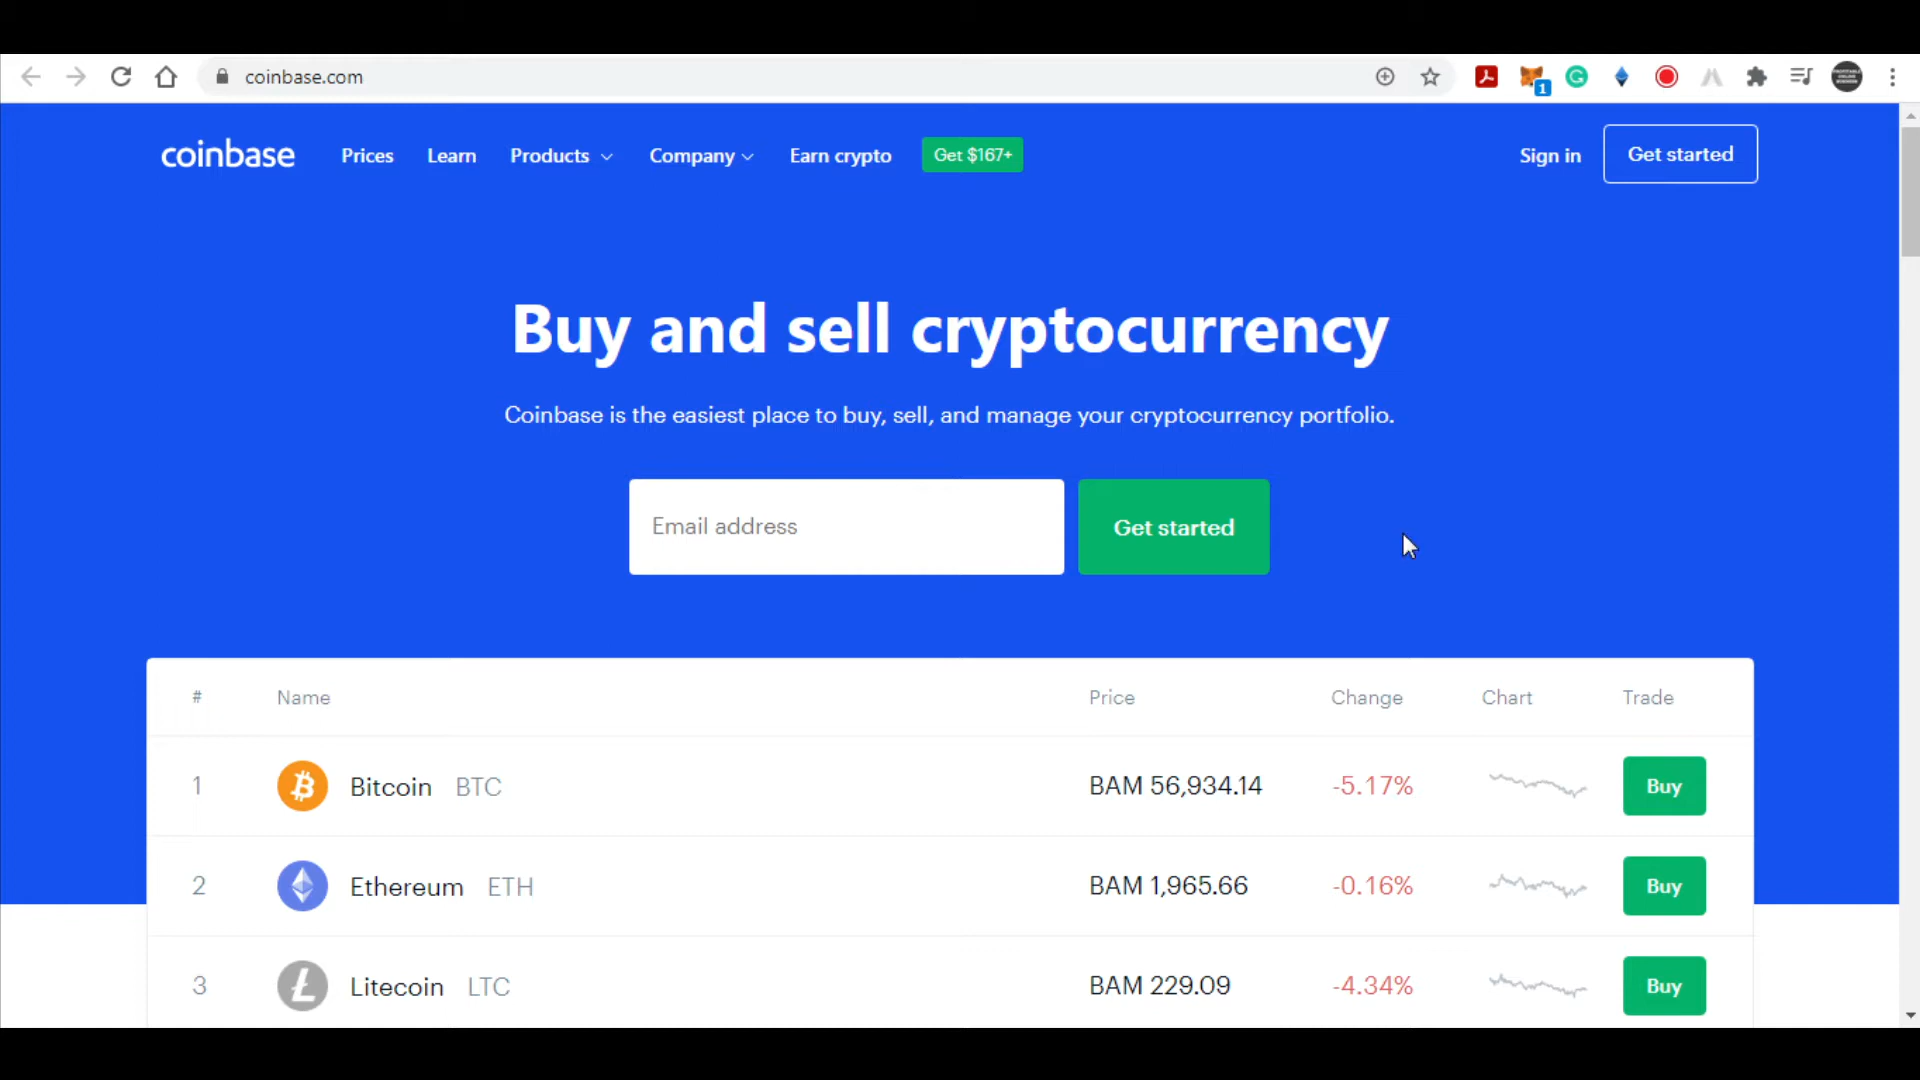 coinbase.com
1
coinbase Prices Learn Products Company Earn crypto Get $167+ Sign in Get started
Buy and sell cryptocurrency
Coinbase is the easiest place to buy, sell, and manage your cryptocurrency portfolio.
Email address Get started
# Name Price Change Chart Trade
1 Bitcoin BTC BAM 56,934.14 -5.17% Buy
2 Ethereum ETH BAM 1,965.66 -0.16% Buy
3 Litecoin LTC BAM 229.09 -4.34% Buy